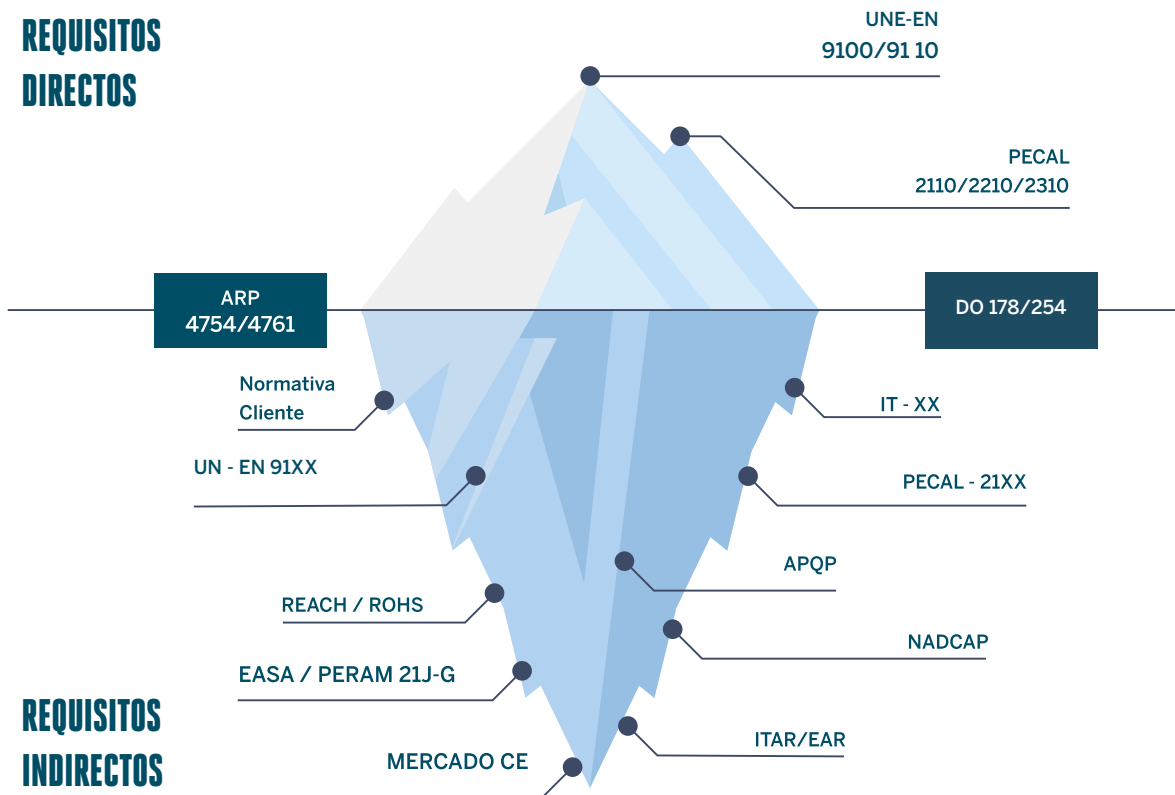 REQUISITOS
DIRECTOS
UNE-EN
9100/91 10
PECAL
2110/2210/2310
ARP
4754/4761
DO 178/254
Normativa
Cliente
IT - XX
UN - EN 91XX
PECAL - 21XX
APQP
REACH / ROHS
NADCAP
EASA / PERAM 21J-G
REQUISITOS
INDIRECTOS
ITAR/EAR
MERCADO CE